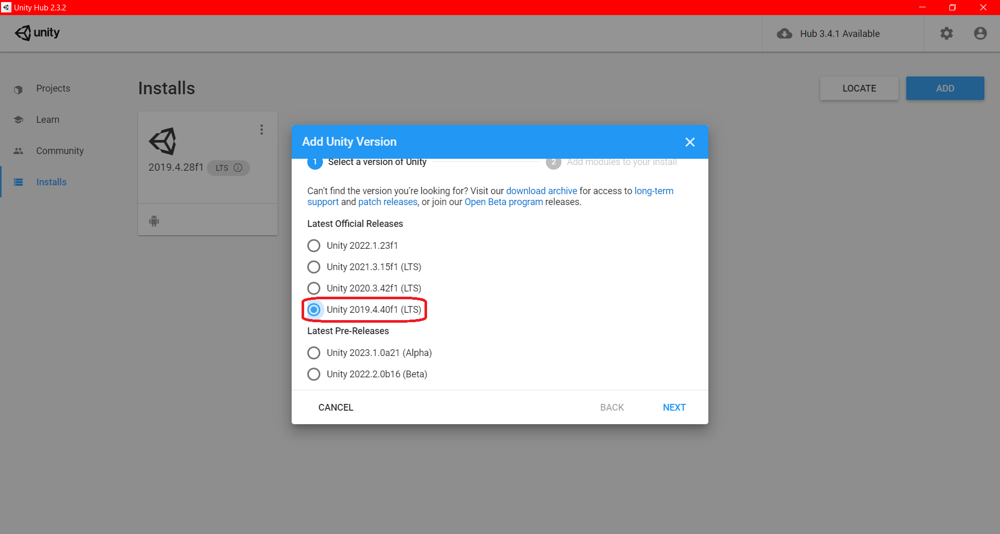 Unity Hub 2.3.2
unity
Hub 3.4.1 Available
Projects
Learn
Community
Installs
Installs
LOCATE
ADD
2019.4.28f1
LTS
Add Unity Version
1 Select a version of Unity
2 Add modules to your install
Can't find the version you're looking for? Visit our download archive for access to long-term
support and patch releases, or join our Open Beta program releases.
Latest Official Releases
Unity 2022.1.23f1
Unity 2021.3.15f1 (LTS)
Unity 2020.3.42f1 (LTS)
Unity 2019.4.40f1 (LTS)
Latest Pre-Releases
Unity 2023.1.0a21 (Alpha)
Unity 2022.2.0b16 (Beta)
CANCEL
BACK
NEXT